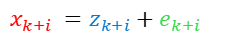 x_{k+i} = z_{k+i} + e_{k+i}